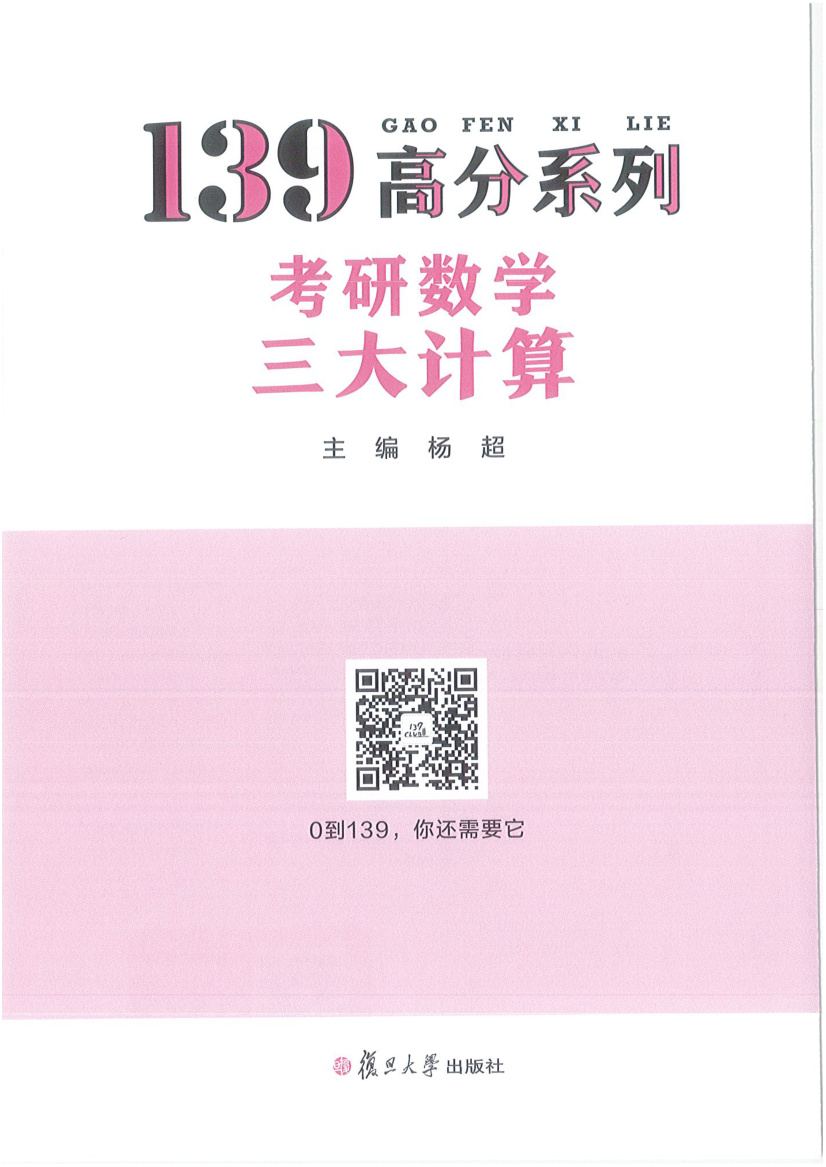 GAO FEN XI LIE
139 高分系列
考研数学
三大计算
主 编 杨 超
137
CLUB
0到139，你还需要它
復旦大學出版社